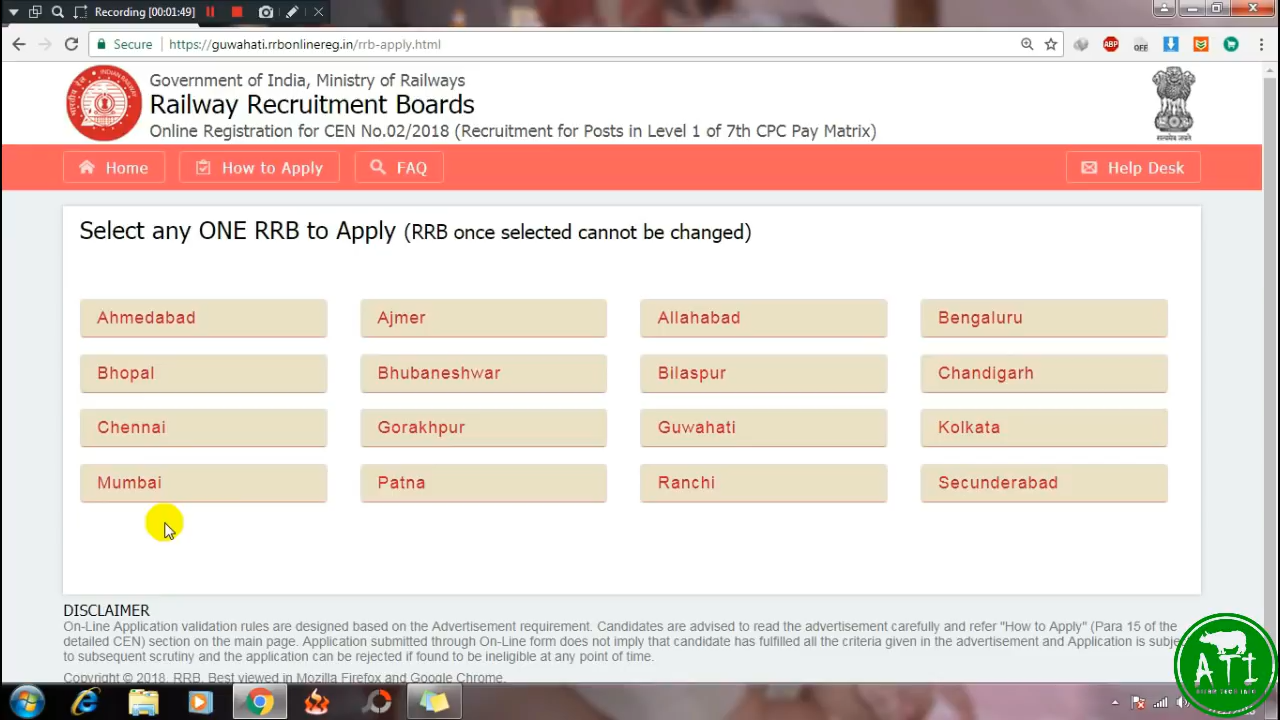 Recording [00:01:49]
Secure
https://guwahati.rrbonlinereg.in/rrb-apply.html
ABP
OFF
Government of India, Ministry of Railways
Railway Recruitment Boards
Online Registration for CEN No.02/2018 (Recruitment for Posts in Level 1 of 7th CPC Pay Matrix)
सत्यमेव जयते
Home
How to Apply
FAQ
Help Desk
Select any ONE RRB to Apply (RRB once selected cannot be changed)
Ahmedabad
Ajmer
Allahabad
Bengaluru
Bhopal
Bhubaneshwar
Bilaspur
Chandigarh
Chennai
Gorakhpur
Guwahati
Kolkata
Mumbai
Patna
Ranchi
Secunderabad
DISCLAIMER
On-Line Application validation rules are designed based on the Advertisement requirement. Candidates are advised to read the advertisement carefully and refer "How to Apply" (Para 15 of the
detailed CEN) section on the main page. Application submitted through On-Line form does not imply that candidate has fulfilled all the criteria given in the advertisement and Application is subje
to subsequent scrutiny and the application can be rejected if found to be ineligible at any point of time.
Copyright © 2018. RRB. Best viewed in Mozilla Firefox and Google Chrome.
ATI